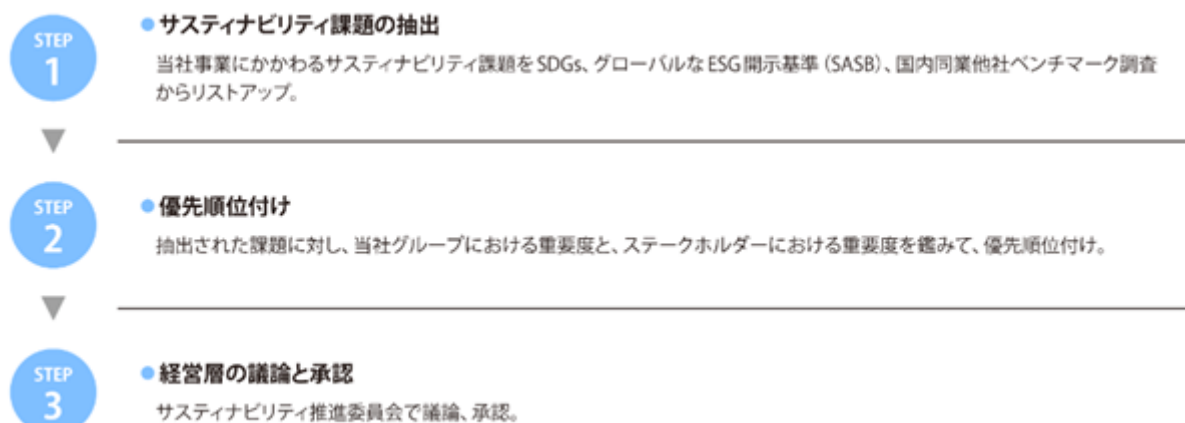 STEP
1
●サスティナビリティ課題の抽出
当社事業にかかわるサスティナビリティ課題をSDGs、グローバルなESG開示基準(SASB)、国内同業他社ベンチマーク調査
からリストアップ。
STEP
2
●優先順位付け
抽出された課題に対し、当社グループにおける重要度と、ステークホルダーにおける重要度を鑑みて、優先順位付け。
STEP
3
●経営層の議論と承認
サスティナビリティ推進委員会で議論、承認。